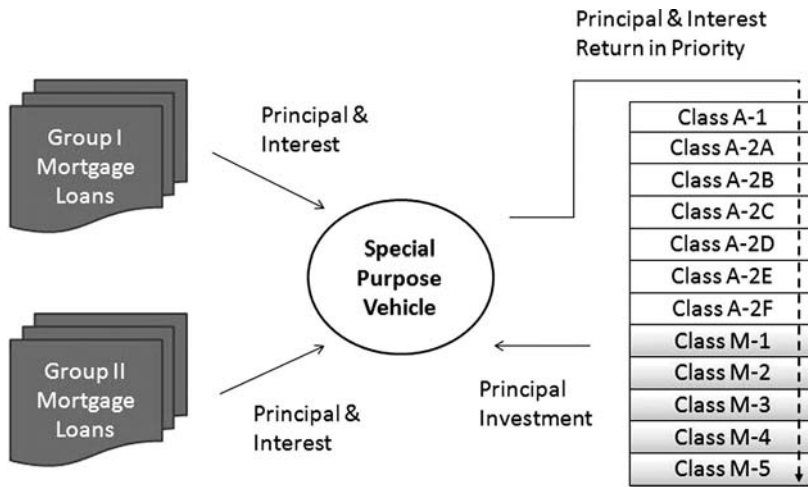 Principal & Interest
Return in Priority
Group I
Mortgage
Loans
Principal &
Interest
Class A-1
Class A-2A
Class A-2B
Class A-2C
Class A-2D
Class A-2E
Class A-2F
Class M-1
Class M-2
Class M-3
Class M-4
Class M-5
Special
Purpose
Vehicle
Group II
Mortgage
Loans
Principal &
Interest
Principal
Investment